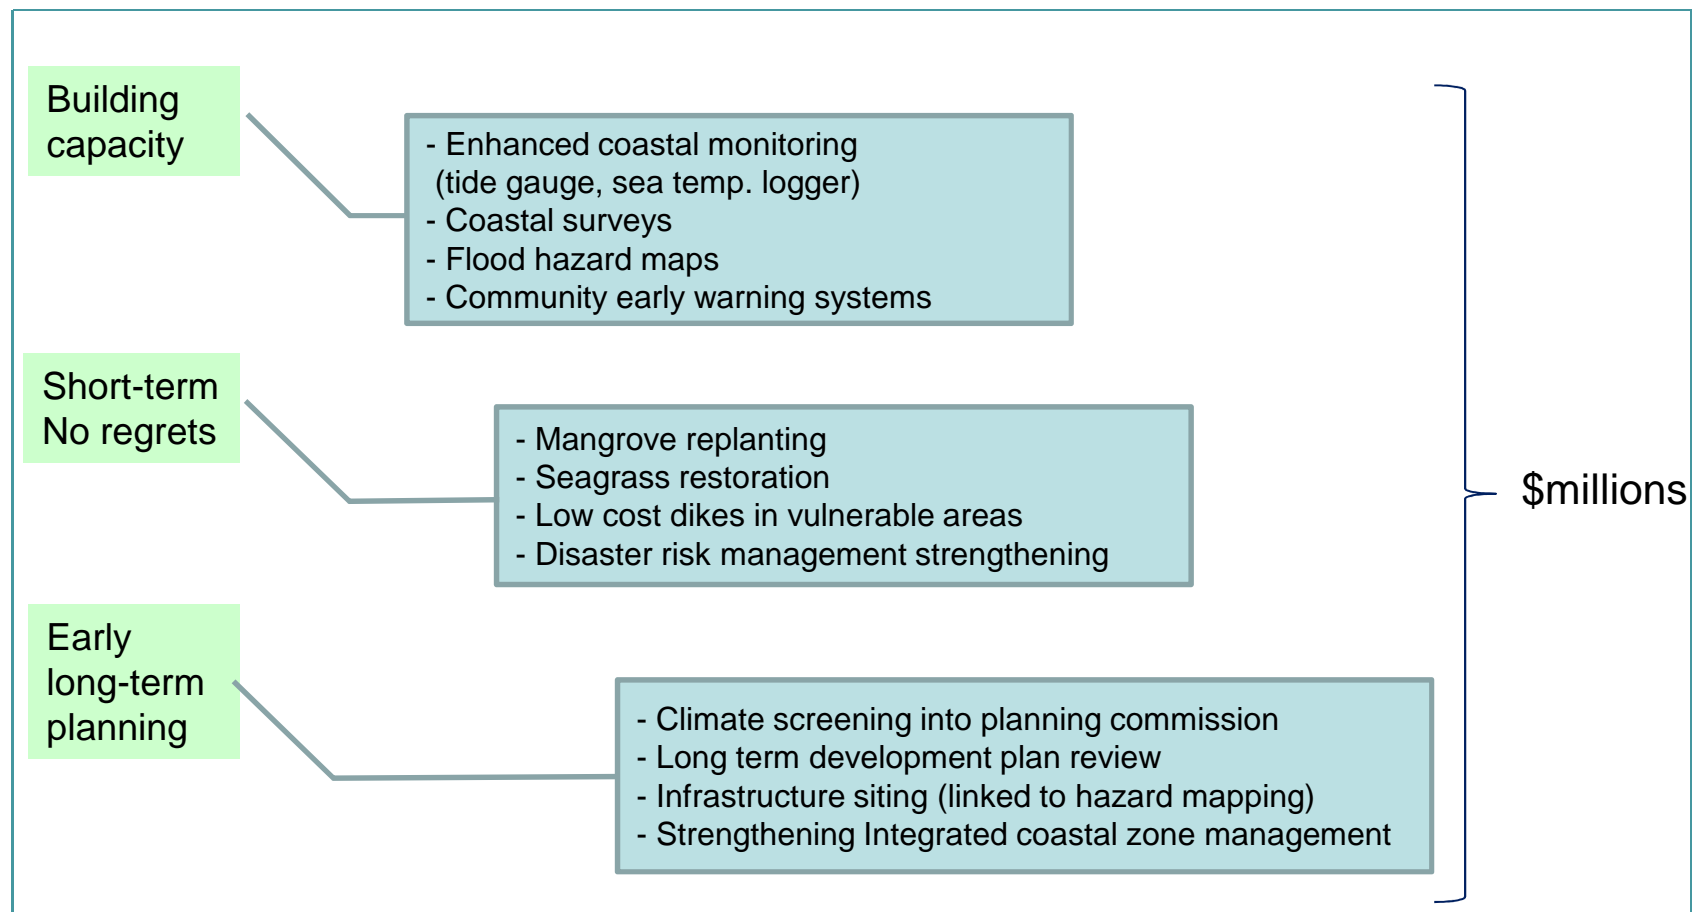 Building
capacity
- Enhanced coastal monitoring
(tide gauge, sea temp. logger)
- Coastal surveys
- Flood hazard maps
- Community early warning systems
Short-term
No regrets
- Mangrove replanting
- Seagrass restoration
- Low cost dikes in vulnerable areas
- Disaster risk management strengthening
Early
long-term
planning
- Climate screening into planning commission
- Long term development plan review
- Infrastructure siting (linked to hazard mapping)
- Strengthening Integrated coastal zone management
$millions